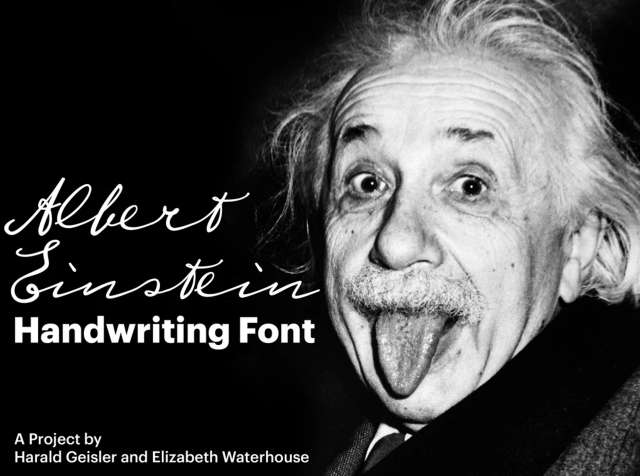 Albert
Einstein
Handwriting Font
A Project by
Harald Geisler and Elizabeth Waterhouse